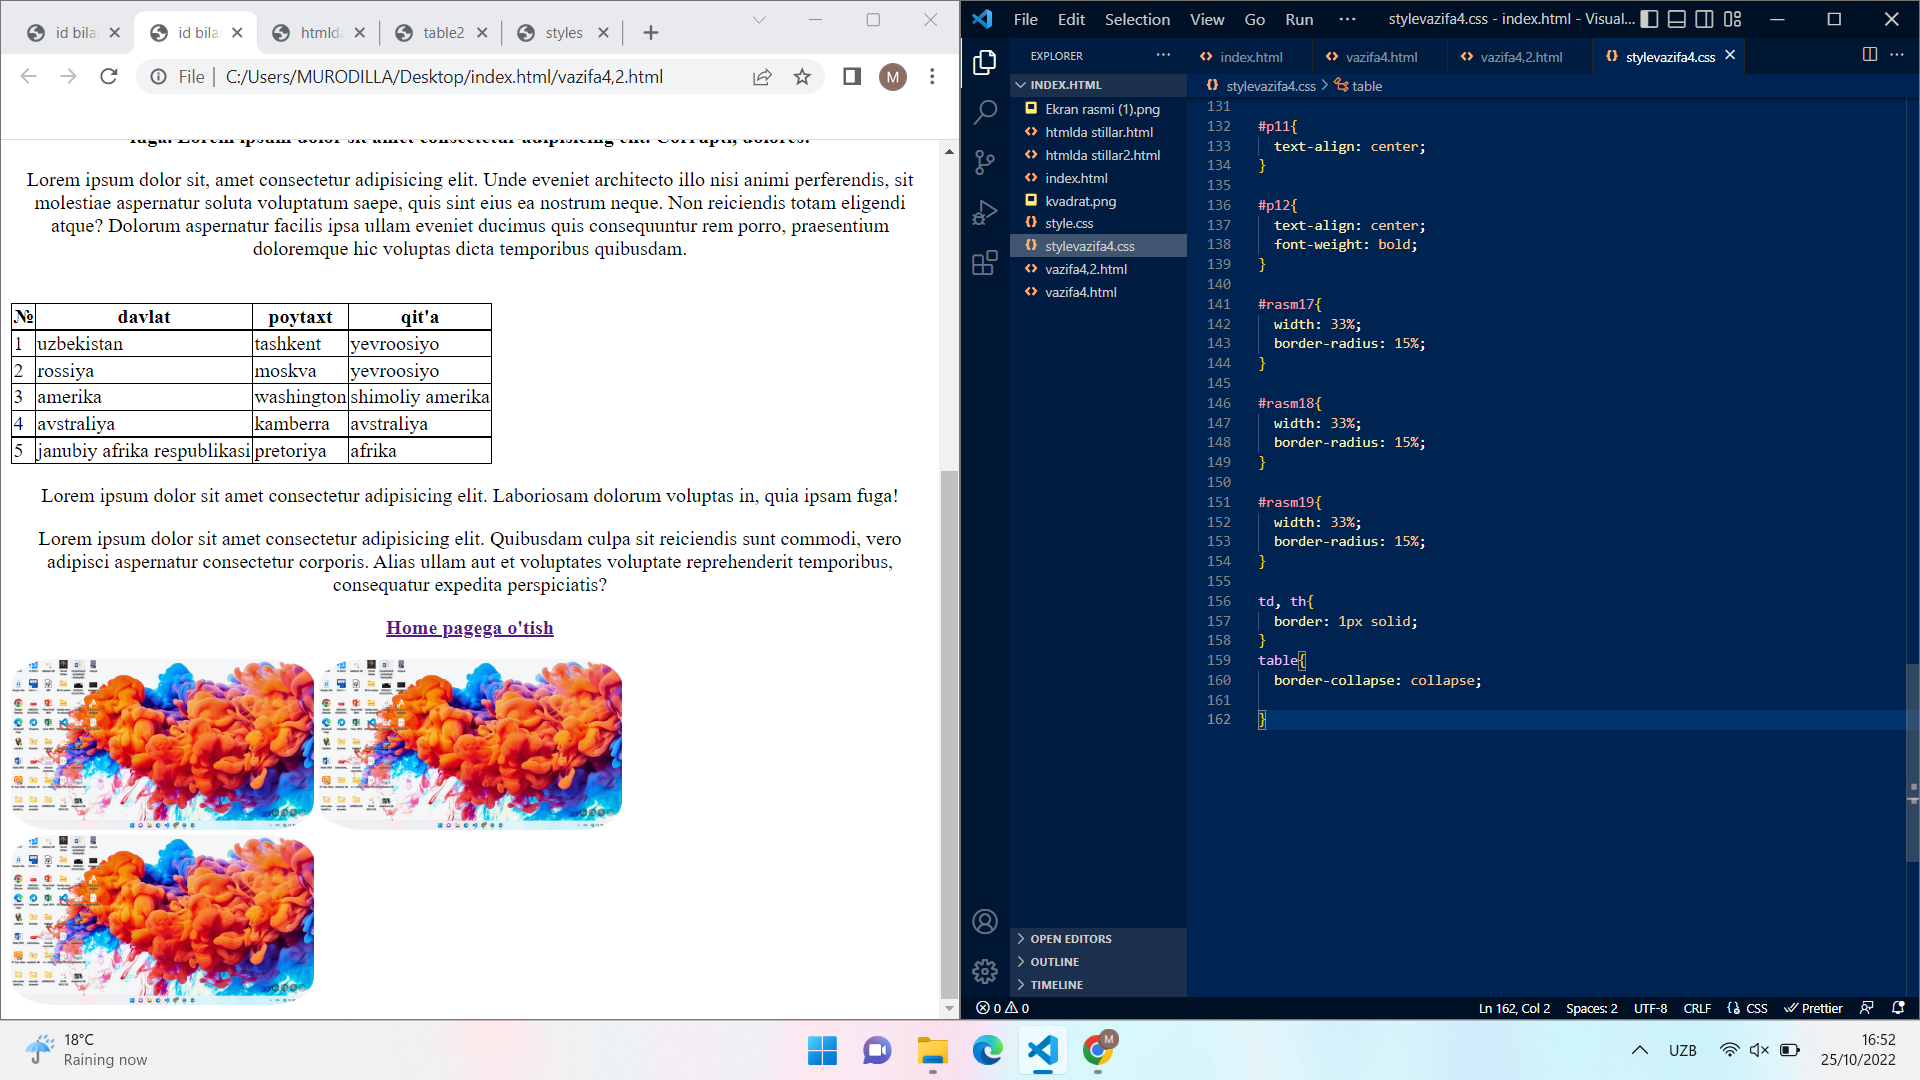 id bila
id bila
htmlda
table2
styles
File
C:/Users/MURODILLA/Desktop/index.html/vazifa4,2.html
M
fuga. Lorem ipsum dolor sit amet consectetur adipisicing elit. Corrupti, dolores.
Lorem ipsum dolor sit, amet consectetur adipisicing elit. Unde eveniet architecto illo nisi animi perferendis, sit
molestiae aspernatur soluta voluptatum saepe, quis sint eius ea nostrum neque. Non reiciendis totam eligendi
atque? Dolorum aspernatur facilis ipsa ullam eveniet ducimus quis consequuntur rem porro, praesentium
doloremque hic voluptas dicta temporibus quibusdam.
№ davlat poytaxt qit'a
1 uzbekistan tashkent yevroosiyo
2 rossiya moskva yevroosiyo
3 amerika washington shimoliy amerika
4 avstraliya kamberra avstraliya
5 janubiy afrika respublikasi pretoriya afrika
Lorem ipsum dolor sit amet consectetur adipisicing elit. Laboriosam dolorum voluptas in, quia ipsam fuga!
Lorem ipsum dolor sit amet consectetur adipisicing elit. Quibusdam culpa sit reiciendis sunt commodi, vero
adipisci aspernatur consectetur corporis. Alias ullam aut et voluptates voluptate reprehenderit temporibus,
consequatur expedita perspiciatis?
Home pagega o'tish
File Edit Selection View Go Run ··· stylevazifa4.css - index.html - Visual...
EXPLORER
INDEX.HTML
Ekran rasmi (1).png
htmlda stillar.html
htmlda stillar2.html
index.html
kvadrat.png
style.css
stylevazifa4.css
vazifa4,2.html
vazifa4.html
OPEN EDITORS
OUTLINE
TIMELINE
index.html
vazifa4.html
vazifa4,2.html
stylevazifa4.css
stylevazifa4.css > table
131
132 #p11{
133 text-align: center;
134 }
135
136 #p12{
137 text-align: center;
138 font-weight: bold;
139 }
140
141 #rasm17{
142 width: 33%;
143 border-radius: 15%;
144 }
145
146 #rasm18{
147 width: 33%;
148 border-radius: 15%;
149 }
150
151 #rasm19{
152 width: 33%;
153 border-radius: 15%;
154 }
155
156 td, th{
157 border: 1px solid;
158 }
159 table{
160 border-collapse: collapse;
161
162 }
0 0
Ln 162, Col 2 Spaces: 2 UTF-8 CRLF {} CSS Prettier
18°C
Raining now
M
UZB
16:52
25/10/2022